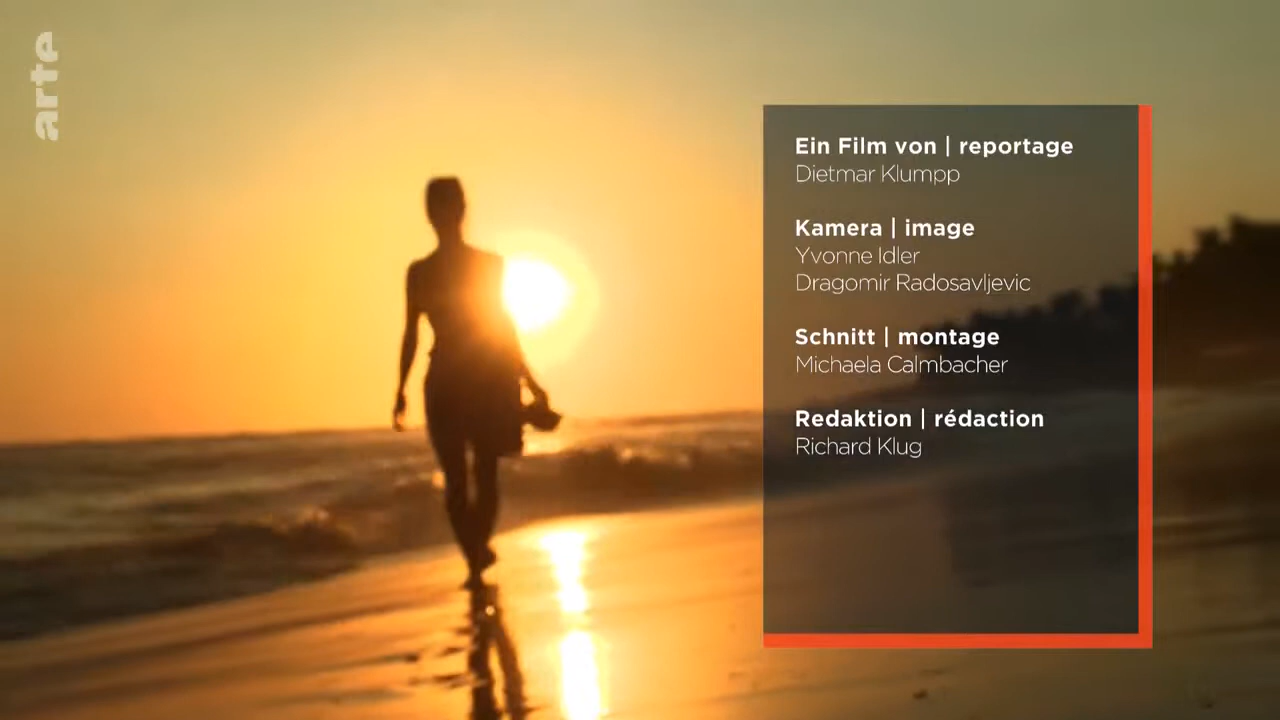 arte
Ein Film von | reportage
Dietmar Klumpp
Kamera | image
Yvonne Idler
Dragomir Radosavljevic
Schnitt | montage
Michaela Calmbacher
Redaktion | rédaction
Richard Klug